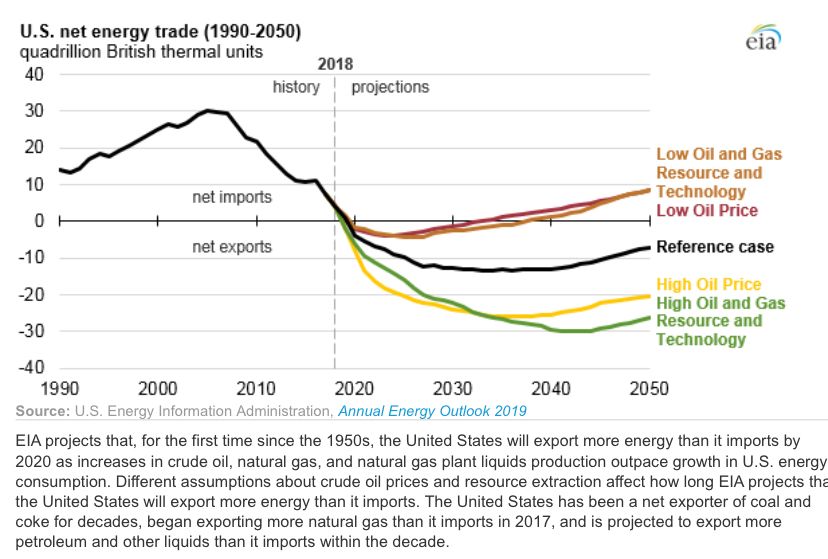 U.S. net energy trade (1990-2050)
quadrillion British thermal units
eia
2018
history
projections
40
30
20
10
0
-10
-20
-30
-40
net imports
net exports
Low Oil and Gas
Resource and
Technology
Low Oil Price
Reference case
High Oil Price
High Oil and Gas
Resource and
Technology
1990
2000
2010
2020
2030
2040
2050
Source: U.S. Energy Information Administration, Annual Energy Outlook 2019
EIA projects that, for the first time since the 1950s, the United States will export more energy than it imports by
2020 as increases in crude oil, natural gas, and natural gas plant liquids production outpace growth in U.S. energy
consumption. Different assumptions about crude oil prices and resource extraction affect how long EIA projects tha
the United States will export more energy than it imports. The United States has been a net exporter of coal and
coke for decades, began exporting more natural gas than it imports in 2017, and is projected to export more
petroleum and other liquids than it imports within the decade.